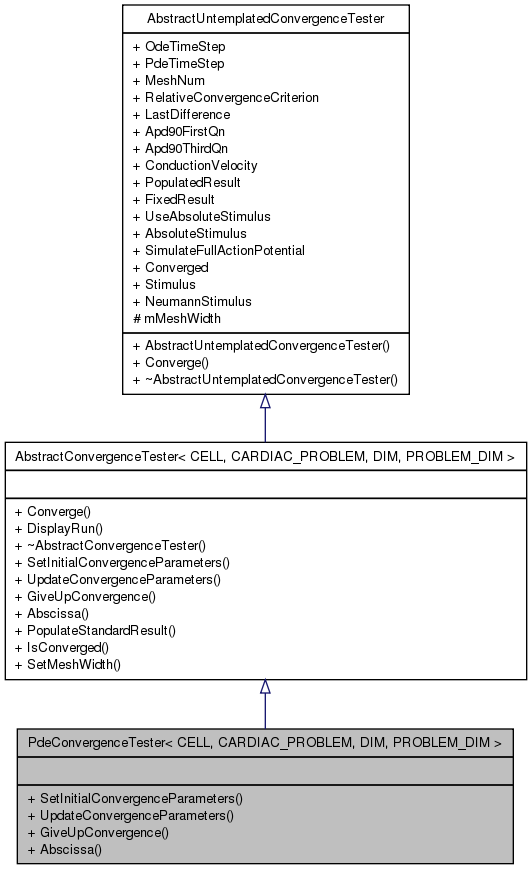 AbstractUntemplatedConvergenceTester
+ OdeTimeStep
+ PdeTimeStep
+ MeshNum
+ RelativeConvergenceCriterion
+ LastDifference
+ Apd90FirstQn
+ Apd90ThirdQn
+ ConductionVelocity
+ PopulatedResult
+ FixedResult
+ UseAbsoluteStimulus
+ AbsoluteStimulus
+ SimulateFullActionPotential
+ Converged
+ Stimulus
+ NeumannStimulus
# mMeshWidth
+ AbstractUntemplatedConvergenceTester()
+ Converge()
+ ~AbstractUntemplatedConvergenceTester()
AbstractConvergenceTester< CELL, CARDIAC_PROBLEM, DIM, PROBLEM_DIM >
+ Converge()
+ DisplayRun()
+ ~AbstractConvergenceTester()
+ SetInitialConvergenceParameters()
+ UpdateConvergenceParameters()
+ GiveUpConvergence()
+ Abscissa()
+ PopulateStandardResult()
+ IsConverged()
+ SetMeshWidth()
PdeConvergenceTester< CELL, CARDIAC_PROBLEM, DIM, PROBLEM_DIM >
+ SetInitialConvergenceParameters()
+ UpdateConvergenceParameters()
+ GiveUpConvergence()
+ Abscissa()